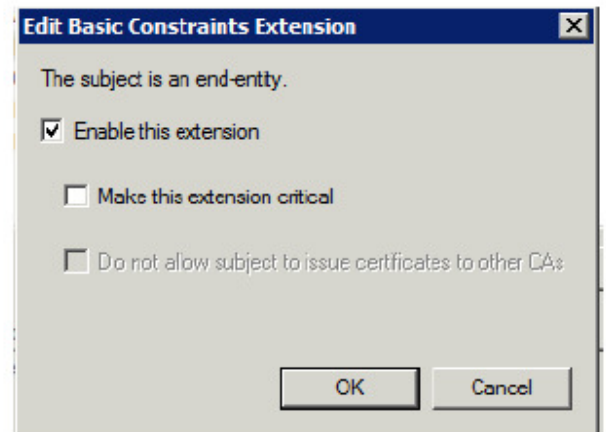 Edit Basic Constraints Extension
The subject is an end-entity.
Enable this extension
Make this extension critical
Do not allow subject to issue certficates to other CAs
OK
Cancel